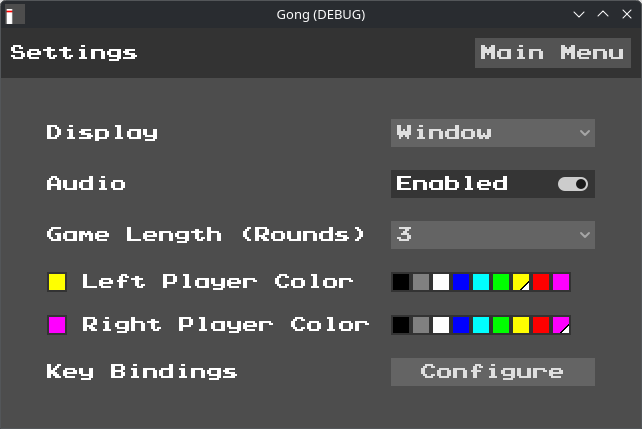 Gong (DEBUG)
Settings
Main Menu
Display
Window
Audio
Enabled
Game Length (Rounds)
3
Left Player Color
Right Player Color
Key Bindings
Configure